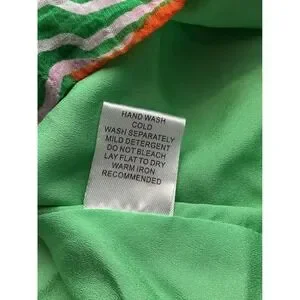 HAND WASH
COLD
WASH SEPARATELY
MILD DETERGENT
DO NOT BLEACH
LAY FLAT TO DRY
WARM IRON
RECOMMENDED